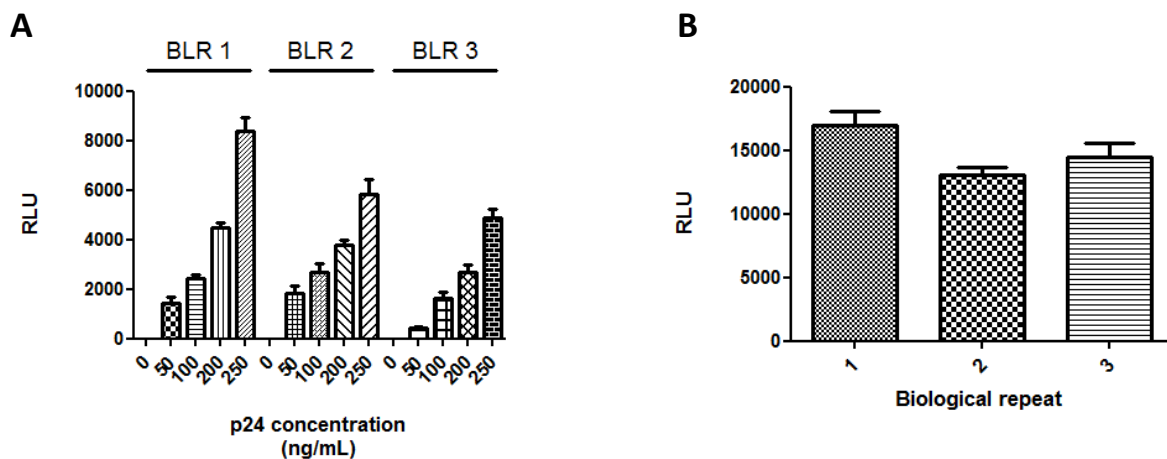 A
BLR 1 BLR 2 BLR 3
10000
8000
6000
4000
2000
0
RLU
0 50 100 200 250 0 50 100 200 250 0 50 100 200 250
p24 concentration
(ng/mL)
B
20000
15000
10000
5000
0
RLU
1 2 3
Biological repeat